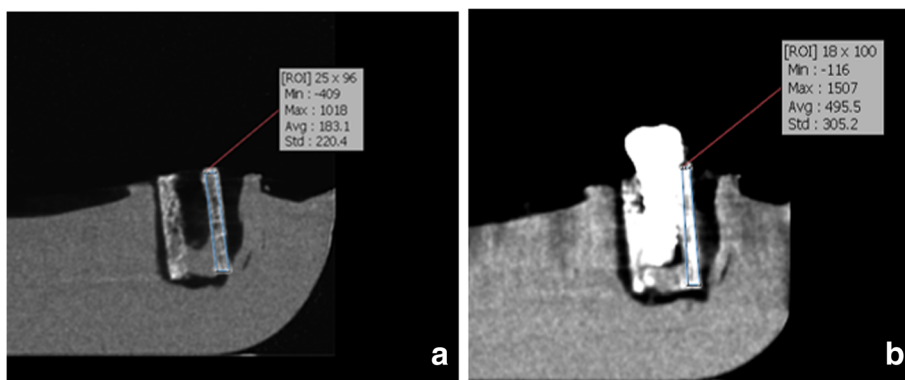 [ROI] 25 x 96
Min : -409
Max : 1018
Avg : 183.1
Std : 220.4
a
[ROI] 18 x 100
Min : -116
Max : 1507
Avg : 495.5
Std : 305.2
b